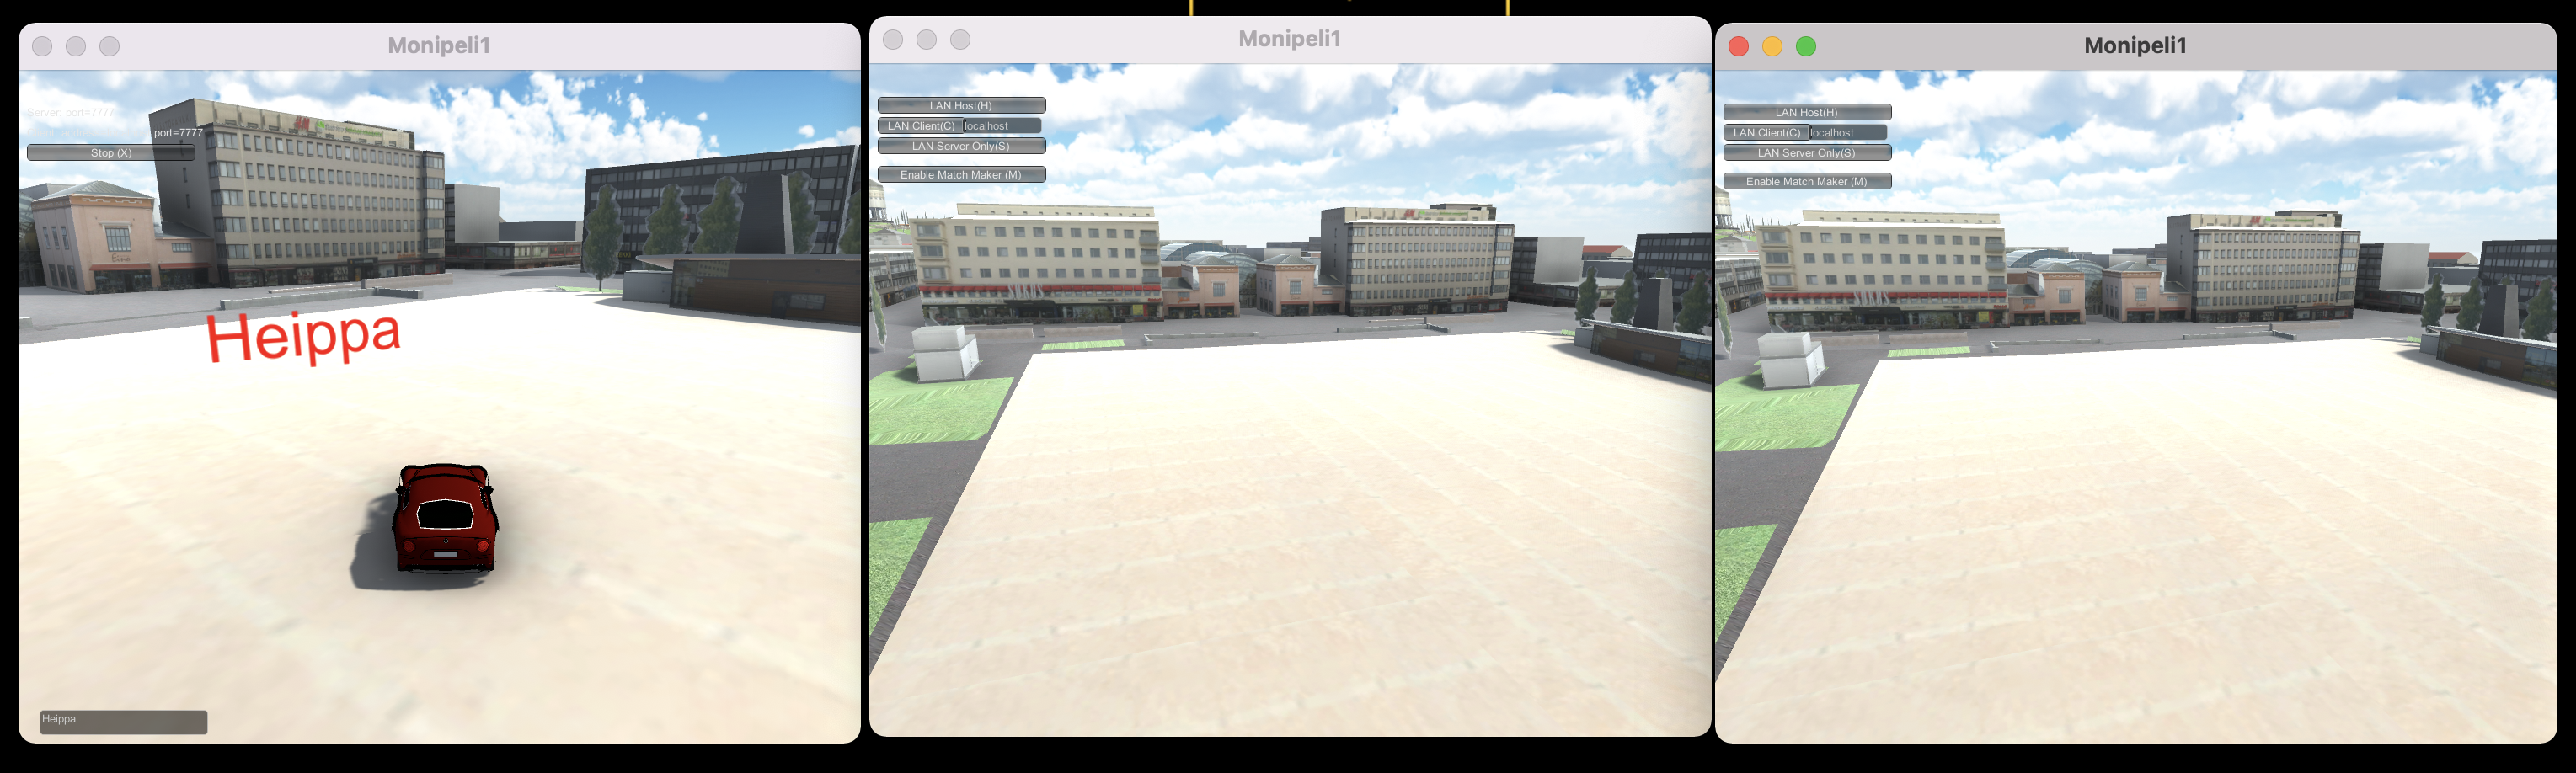 Monipeli1
Server: port=7777
port=7777
Stop (X)
Heippa
Heippa
Monipeli1
LAN Host(H)
LAN Client(C) localhost
LAN Server Only(S)
Enable Match Maker (M)
Monipeli1
LAN Host(H)
LAN Client(C) localhost
LAN Server Only(S)
Enable Match Maker (M)